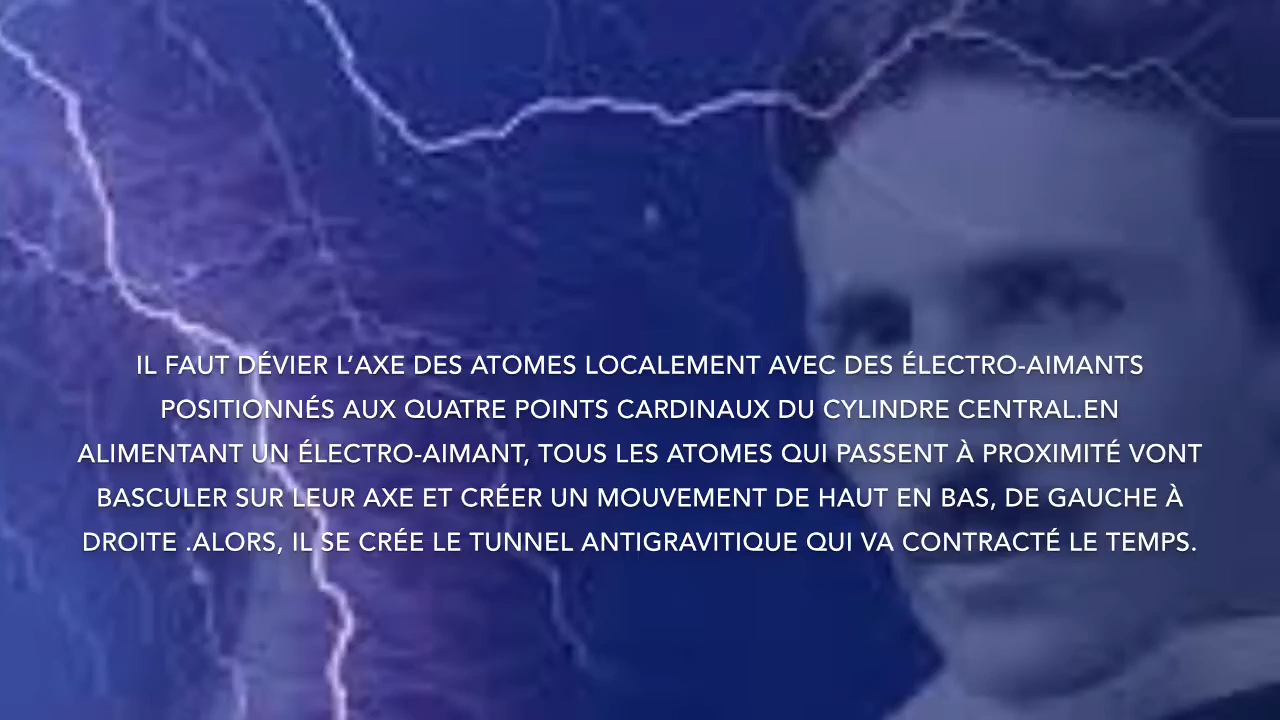 IL FAUT DÉVIER L’AXE DES ATOMES LOCALEMENT AVEC DES ÉLECTRO-AIMANTS
POSITIONNÉS AUX QUATRE POINTS CARDINAUX DU CYLINDRE CENTRAL.EN
ALIMENTANT UN ÉLECTRO-AIMANT, TOUS LES ATOMES QUI PASSENT À PROXIMITÉ VONT
BASCULER SUR LEUR AXE ET CRÉER UN MOUVEMENT DE HAUT EN BAS, DE GAUCHE À
DROITE .ALORS, IL SE CRÉE LE TUNNEL ANTIGRAVITIQUE QUI VA CONTRACTÉ LE TEMPS.